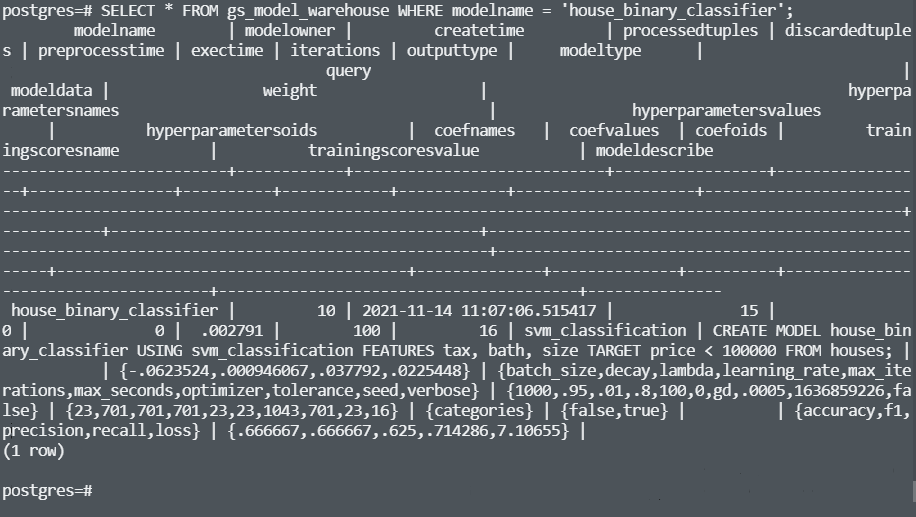 postgres=# SELECT * FROM gs_model_warehouse WHERE modelname = 'house_binary_classifier';
modelname | modelowner | createtime | processedtuples | discardedtuple
s | preprocesstime | exectime | iterations | outputtype | modeltype |
query |
modeldata | weight | hyperpa
rametersnames | hyperparametersvalues
| hyperparametersoids | coefnames | coefvalues | coefoids | train
ingscoresname | trainingscoresvalue | modeldescribe
-----------------------+------------+----------------------------+-----------------+---------------
--+----------------+----------+------------+------------+--------------------+----------------------
-------------------------------------------------------------------------------------------+
-----------+---------------------------------------+--------------------------------------------
--------------------------------------------------+-------------------------------------------
-----+--------------------------------------+-------------+-------------+----------+--------------
----------------------+--------------------------------------+---------------
house_binary_classifier | 10 | 2021-11-14 11:07:06.515417 | 15 |
0 | 0 | .002791 | 100 | 16 | svm_classification | CREATE MODEL house_bin
ary_classifier USING svm_classification FEATURES tax, bath, size TARGET price < 100000 FROM houses; |
| {-.0623524,.000946067,.037792,.0225448} | {batch_size,decay,lambda,learning_rate,max_ite
rations,max_seconds,optimizer,tolerance,seed,verbose} | {1000,.95,.01,.8,100,0,gd,.0005,1636859226,fa
lse} | {23,701,701,701,23,23,1043,701,23,16} | {categories} | {false,true} | | {accuracy,f1,
precision,recall,loss} | {.666667,.666667,.625,.714286,7.10655} |
(1 row)
postgres=#